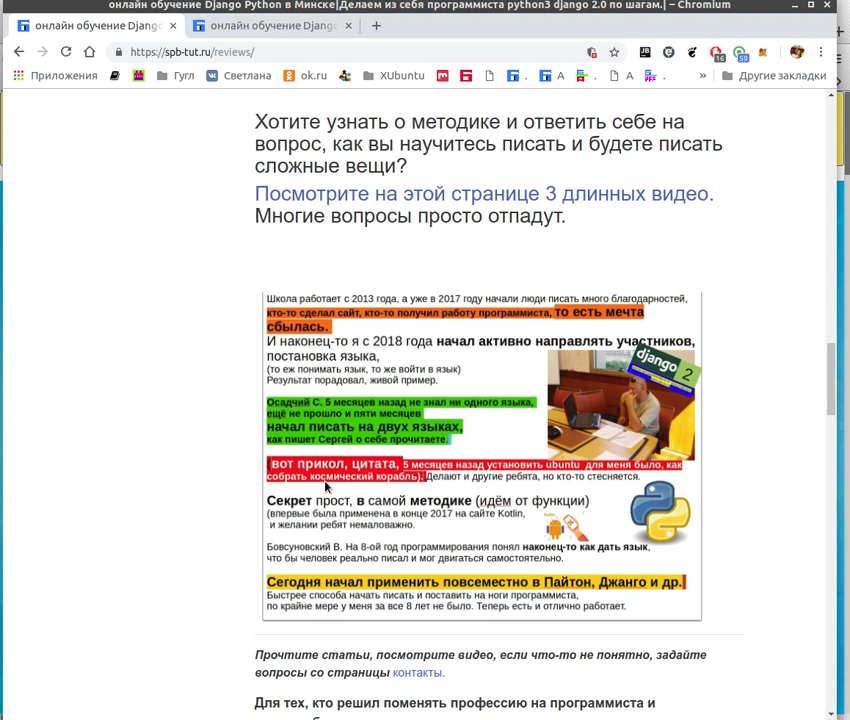 онлайн обучение Django Python в Минске|Делаем из себя программиста python3 django 2.0 по шагам.| – Chromium
онлайн обучение Django
онлайн обучение Django
https://spb-tut.ru/reviews/
16
59
Приложения
Гугл
Светлана
ok.ru
XUbuntu
А
А
»
Другие закладки
Хотите узнать о методике и ответить себе на
вопрос, как вы научитесь писать и будете писать
сложные вещи?
Посмотрите на этой странице 3 длинных видео.
Многие вопросы просто отпадут.
Школа работает с 2013 года, а уже в 2017 году начали люди писать много благодарностей,
кто-то сделал сайт, кто-то получил работу программиста, то есть мечта
сбылась.
И наконец-то я с 2018 года начал активно направлять участников,
постановка языка,
(то еж понимать язык, то же войти в язык)
Результат порадовал, живой пример.
django 2
Осадчий С. 5 месяцев назад не знал ни одного языка,
ещё не прошло и пяти месяцев
начал писать на двух языках,
как пишет Сергей о себе прочитаете.
(вот прикол, цитата, 5 месяцев назад установить ubuntu для меня было, как
собрать космический корабль). Делают и другие ребята, но кто-то стесняется.
Секрет прост, в самой методике (идём от функции)
(впервые была применена в конце 2017 на сайте Kotlin,
и желании ребят немаловажно.
Бовсуновский В. На 8-ой год программирования понял наконец-то как дать язык,
что бы человек реально писал и мог двигаться самостоятельно.
Сегодня начал применить повсеместно в Пайтон, Джанго и др.
Быстрее способа начать писать и поставить на ноги программиста,
по крайне мере у меня за все 8 лет не было. Теперь есть и отлично работает.
Прочтите статьи, посмотрите видео, если что-то не понятно, задайте
вопросы со страницы контакты.
Для тех, кто решил поменять профессию на программиста и